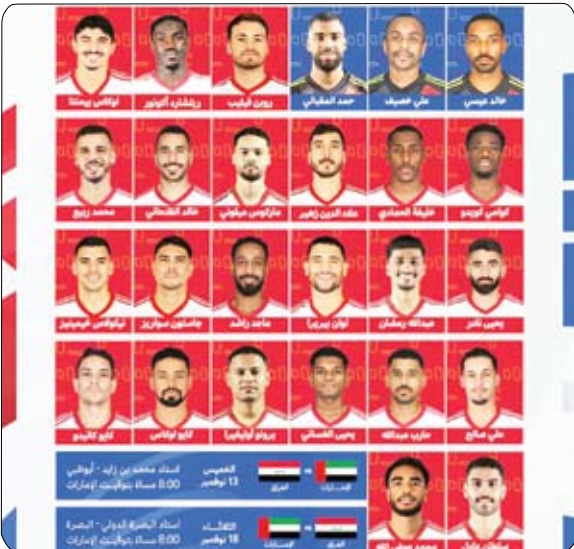 خالد عيسى
علي خصيف
حمد المقبالي
روبن فيليب
ريتشارد أكونور
لوكاس بيمنتا
كوامي كويدو
خليفة الحمادي
علاء الدين زهير
ماركوس ميلوني
خالد الظنحاني
محمد ربيع
يحيى نادر
عبدالله رمضان
لوان بيريرا
ماجد راشد
جاستون سواريز
نيكولاس خيمينيز
علي صالح
حارب عبدالله
يحيى الغساني
برونو أوليفيرا
كايو لوكاس
كايو كانيدو
الخميس
13 نوفمبر
الإمارات
vs
العراق
استاد محمد بن زايد - أبوظبي
8:00 مساءً بتوقيت الإمارات
الثلاثاء
18 نوفمبر
العراق
vs
الإمارات
استاد البصرة الدولي - البصرة
8:00 مساءً بتوقيت الإمارات